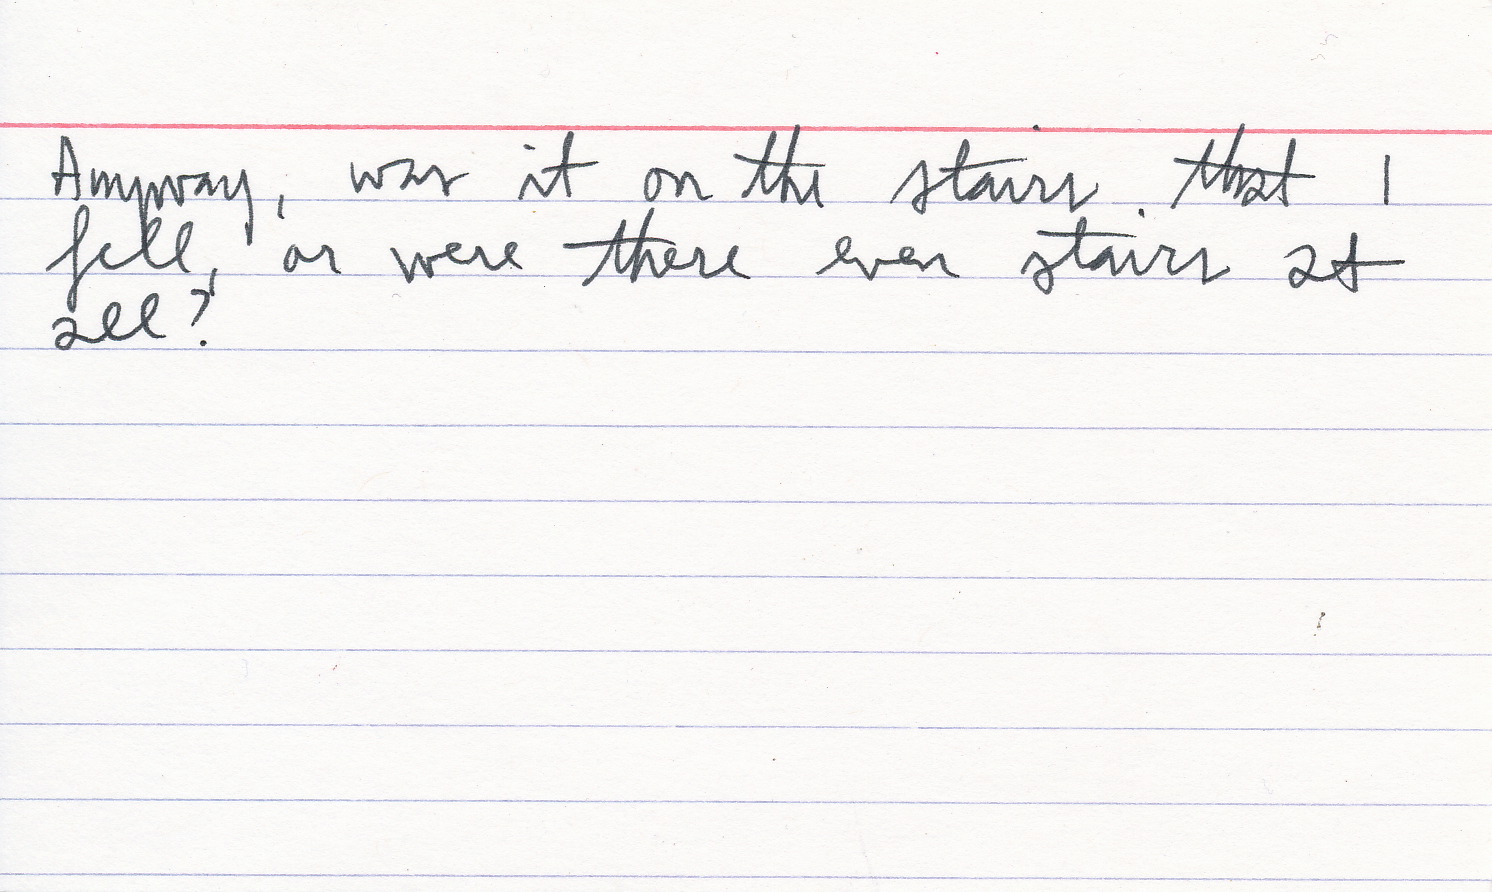 Anyway, was it on the stairs that I
fell, or were there even stairs at
all?